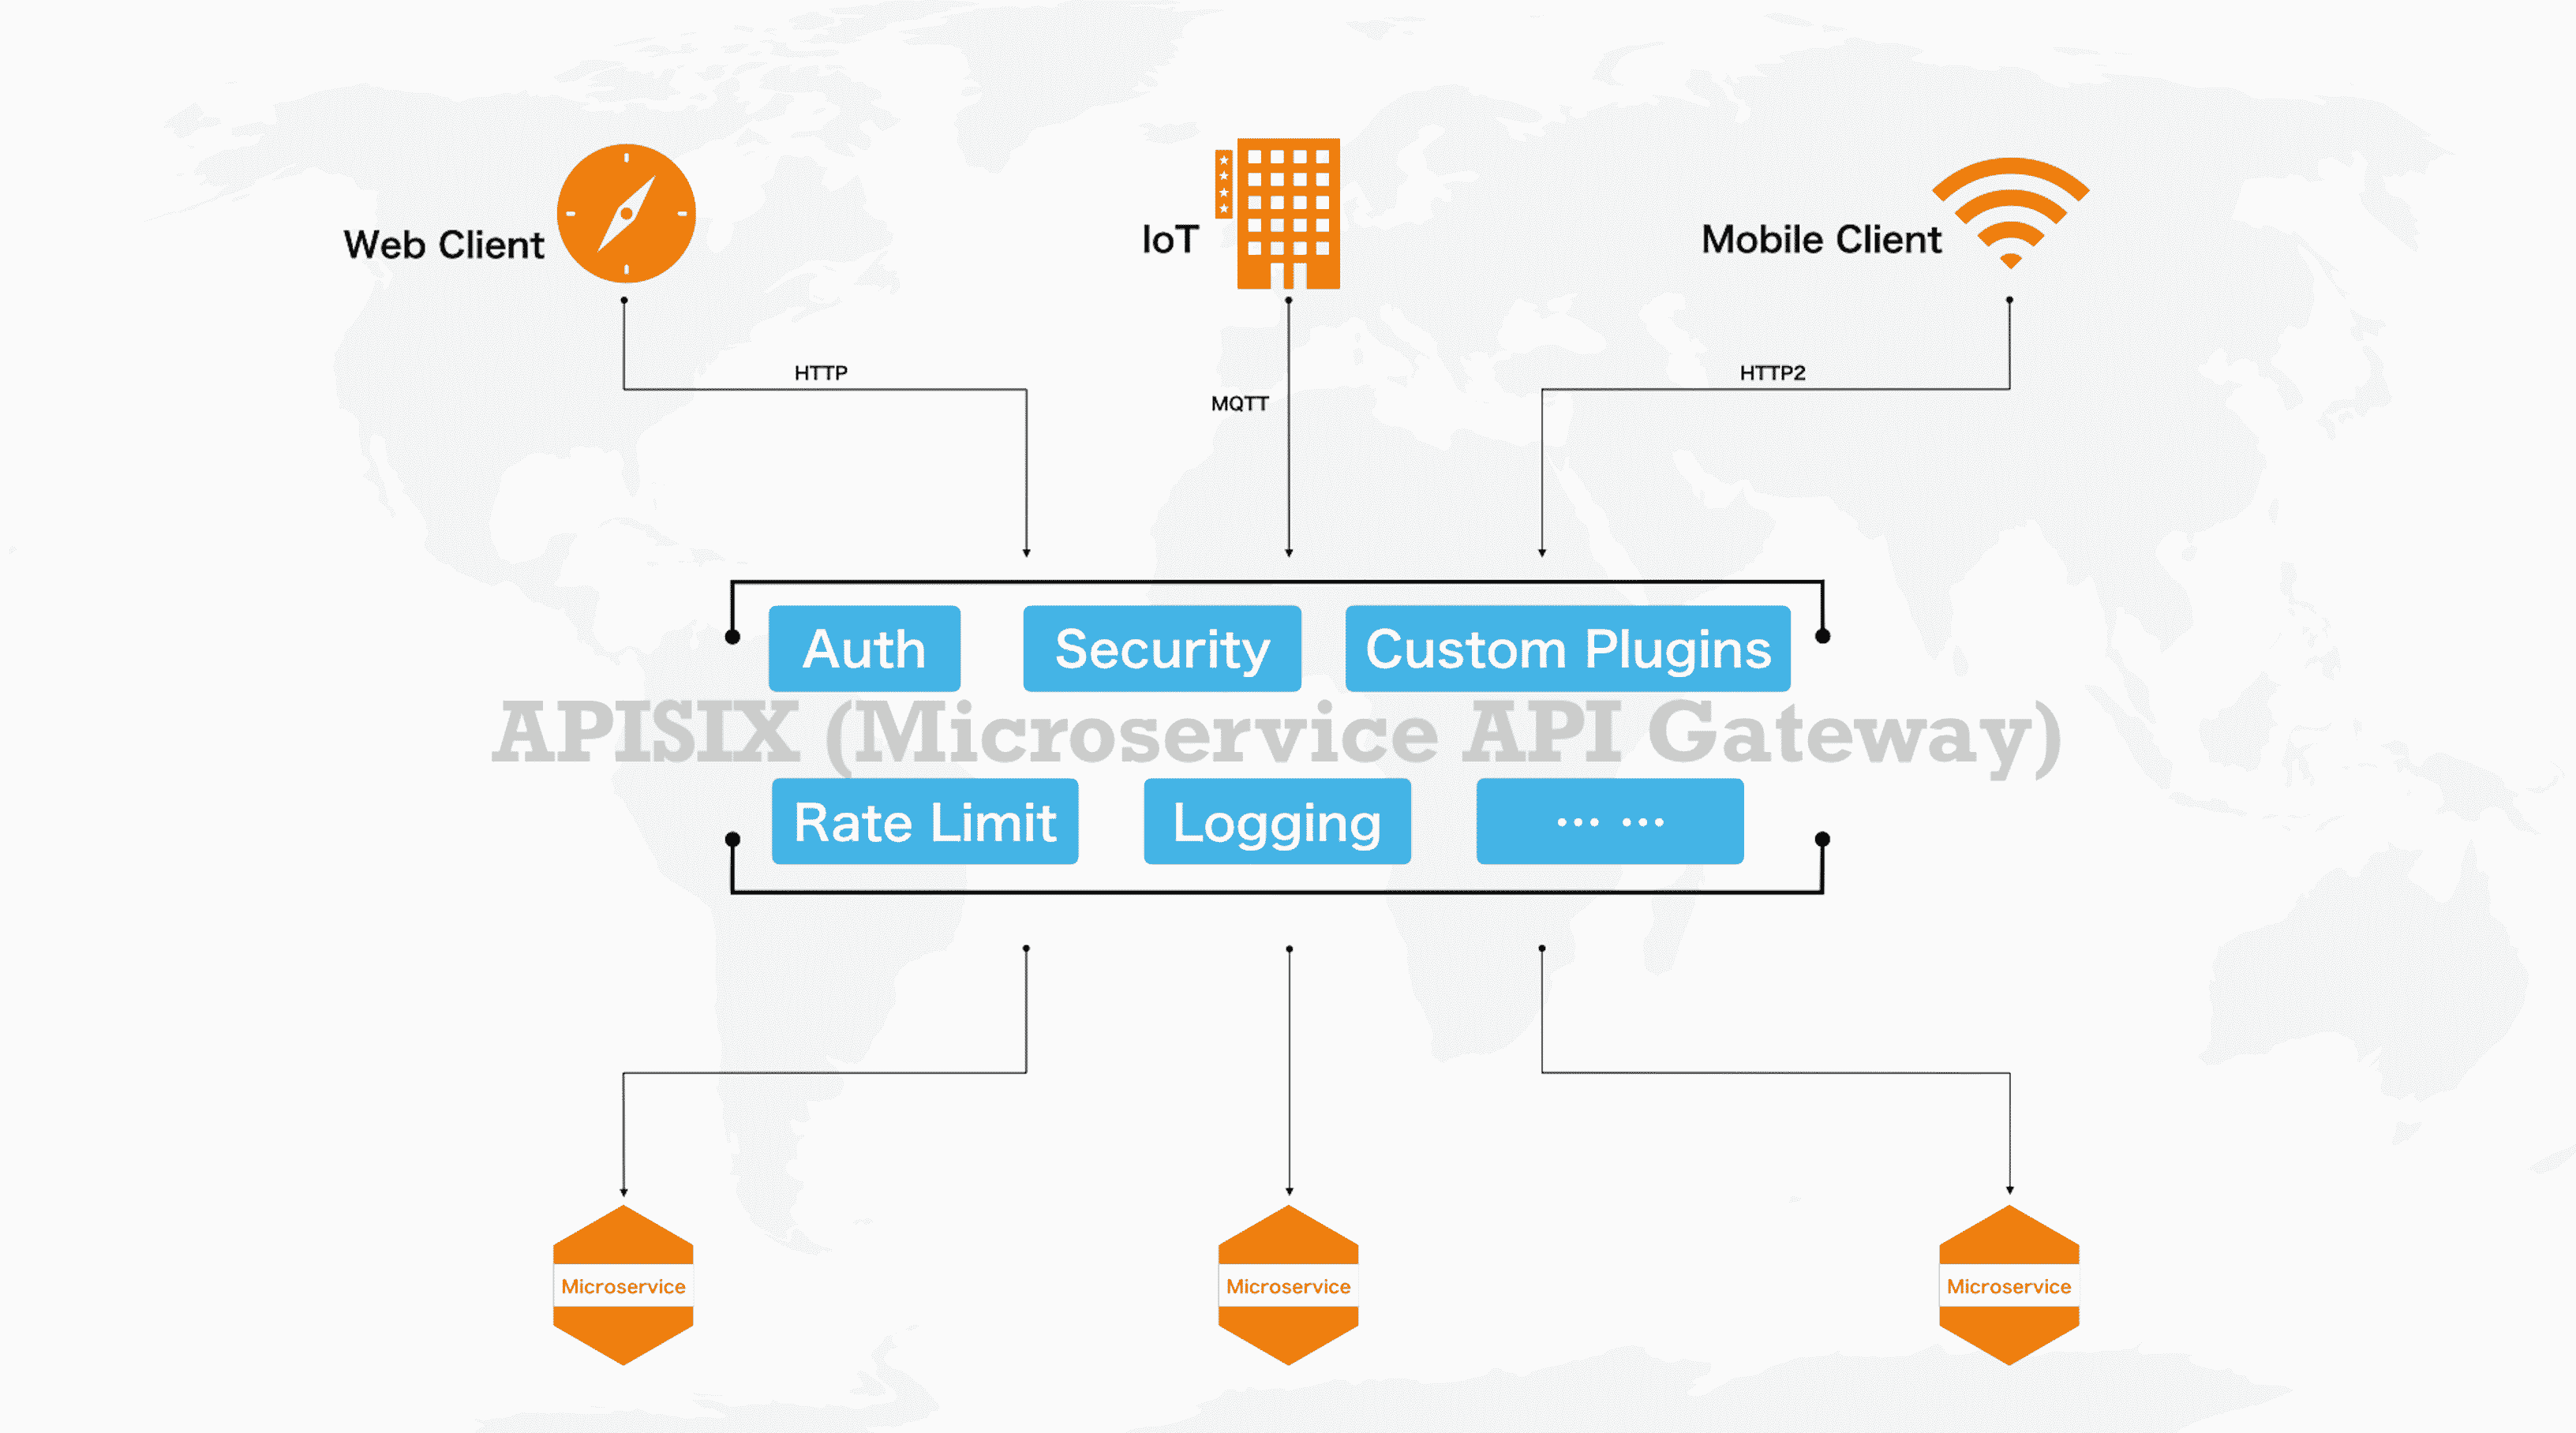 Web Client
IoT
Mobile Client
HTTP
MQTT
HTTP2
Auth
Security
Custom Plugins
APISIX (Microservice API Gateway)
Rate Limit
Logging
... ...
Microservice
Microservice
Microservice